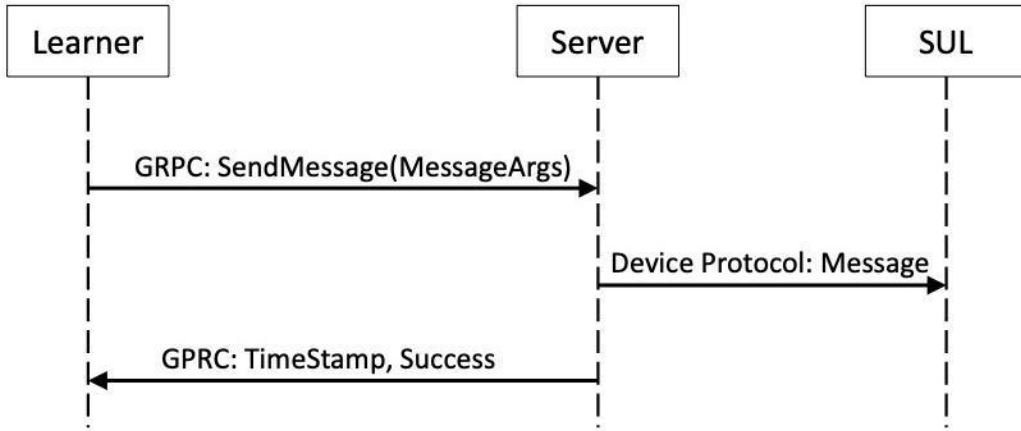 Learner
Server
SUL
GRPC: SendMessage(MessageArgs)
Device Protocol: Message
GPRC: TimeStamp, Success